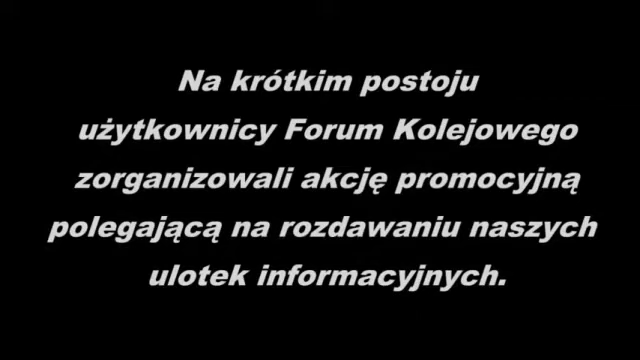 Na krótkim postoju
użytkownicy Forum Kolejowego
zorganizowali akcję promocyjną
polegającą na rozdawaniu naszych
ulotek informacyjnych.